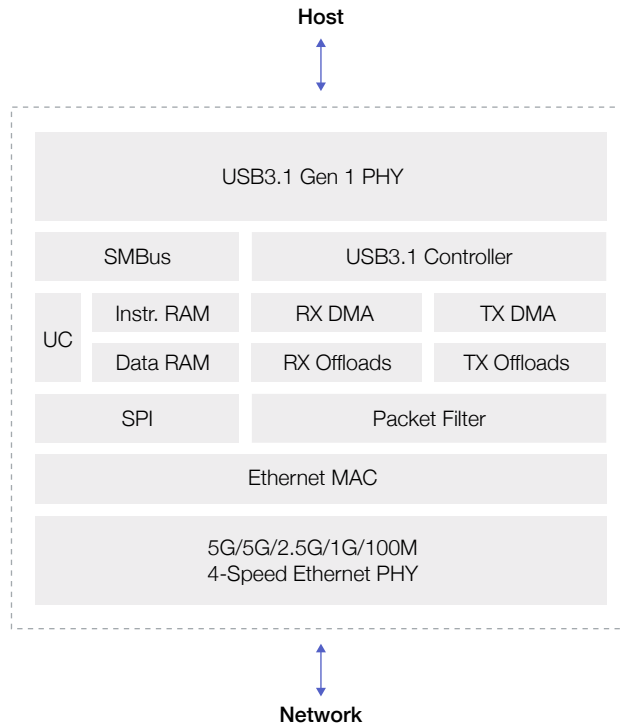 Host
USB3.1 Gen 1 PHY
SMBus
USB3.1 Controller
UC
Instr. RAM
RX DMA
TX DMA
Data RAM
RX Offloads
TX Offloads
SPI
Packet Filter
Ethernet MAC
5G/5G/2.5G/1G/100M
4-Speed Ethernet PHY
Network